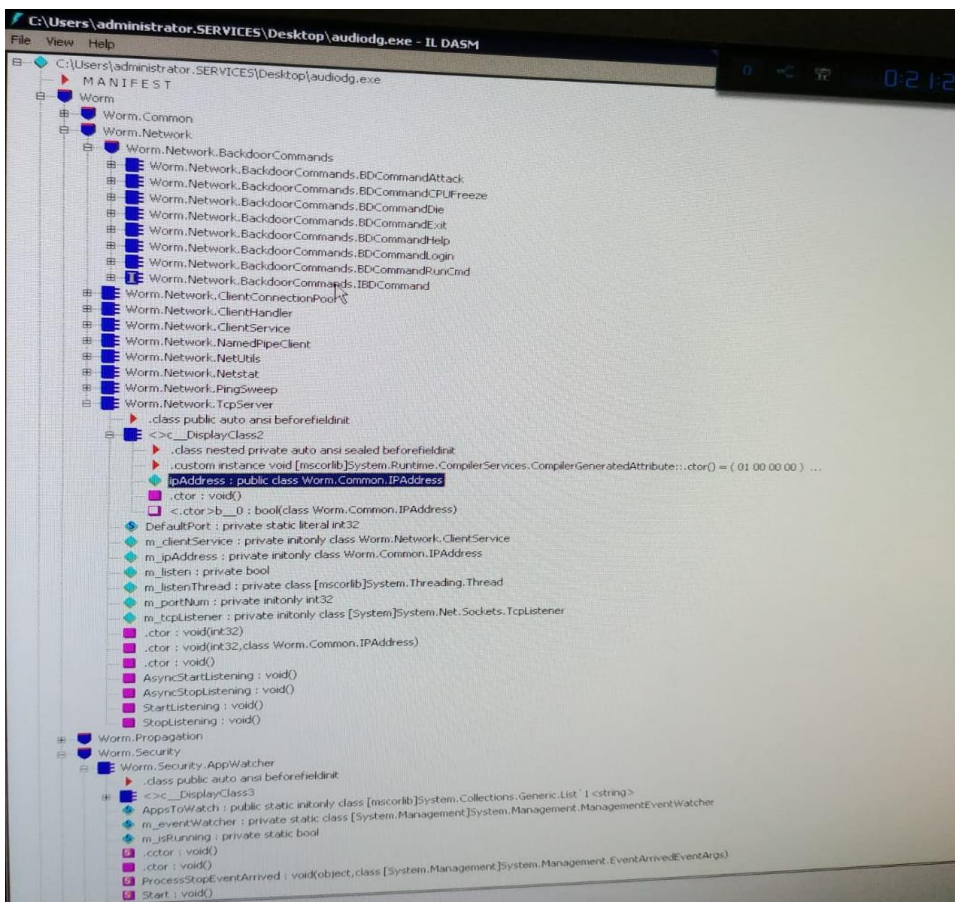 C:\Users\administrator.SERVICES\Desktop\audiodg.exe - IL DASM
File View Help
0:21:2
C:\Users\administrator.SERVICES\Desktop\audiodg.exe
MANIFEST
Worm
Worm.Common
Worm.Network
Worm.Network.BackdoorCommands
Worm.Network.BackdoorCommands.BDCommandAttack
Worm.Network.BackdoorCommands.BDCommandCPUFreeze
Worm.Network.BackdoorCommands.BDCommandDie
Worm.Network.BackdoorCommands.BDCommandExit
Worm.Network.BackdoorCommands.BDCommandHelp
Worm.Network.BackdoorCommands.BDCommandLogin
Worm.Network.BackdoorCommands.BDCommandRunCmd
Worm.Network.BackdoorCommands.IBDCommand
Worm.Network.ClientConnectionPool
Worm.Network.ClientHandler
Worm.Network.ClientService
Worm.Network.NamedPipeClient
Worm.Network.NetUtils
Worm.Network.Netstat
Worm.Network.PingSweep
Worm.Network.TcpServer
.class public auto ansi beforefieldinit
<>c__DisplayClass2
.class nested private auto ansi sealed beforefieldinit
.custom instance void [mscorlib]System.Runtime.CompilerServices.CompilerGeneratedAttribute::.ctor() = ( 01 00 00 00 ) ...
ipAddress : public class Worm.Common.IPAddress
.ctor : void()
<.ctor>b__0 : bool(class Worm.Common.IPAddress)
DefaultPort : private static literal int32
m_clientService : private initonly class Worm.Network.ClientService
m_ipAddress : private initonly class Worm.Common.IPAddress
m_listen : private bool
m_listenThread : private class [mscorlib]System.Threading.Thread
m_portNum : private initonly int32
m_tcpListener : private initonly class [System]System.Net.Sockets.TcpListener
.ctor : void(int32)
.ctor : void(int32,class Worm.Common.IPAddress)
.ctor : void()
AsyncStartListening : void()
AsyncStopListening : void()
StartListening : void()
StopListening : void()
Worm.Propagation
Worm.Security
Worm.Security.AppWatcher
.class public auto ansi beforefieldinit
<>c__DisplayClass3
AppsToWatch : public static initonly class [mscorlib]System.Collections.Generic.List`1<string>
m_eventWatcher : private static class [System.Management]System.Management.ManagementEventWatcher
m_isRunning : private static bool
.cctor : void()
.ctor : void()
ProcessStopEventArrived : void(object,class [System.Management]System.Management.EventArrivedEventArgs)
Start : void()